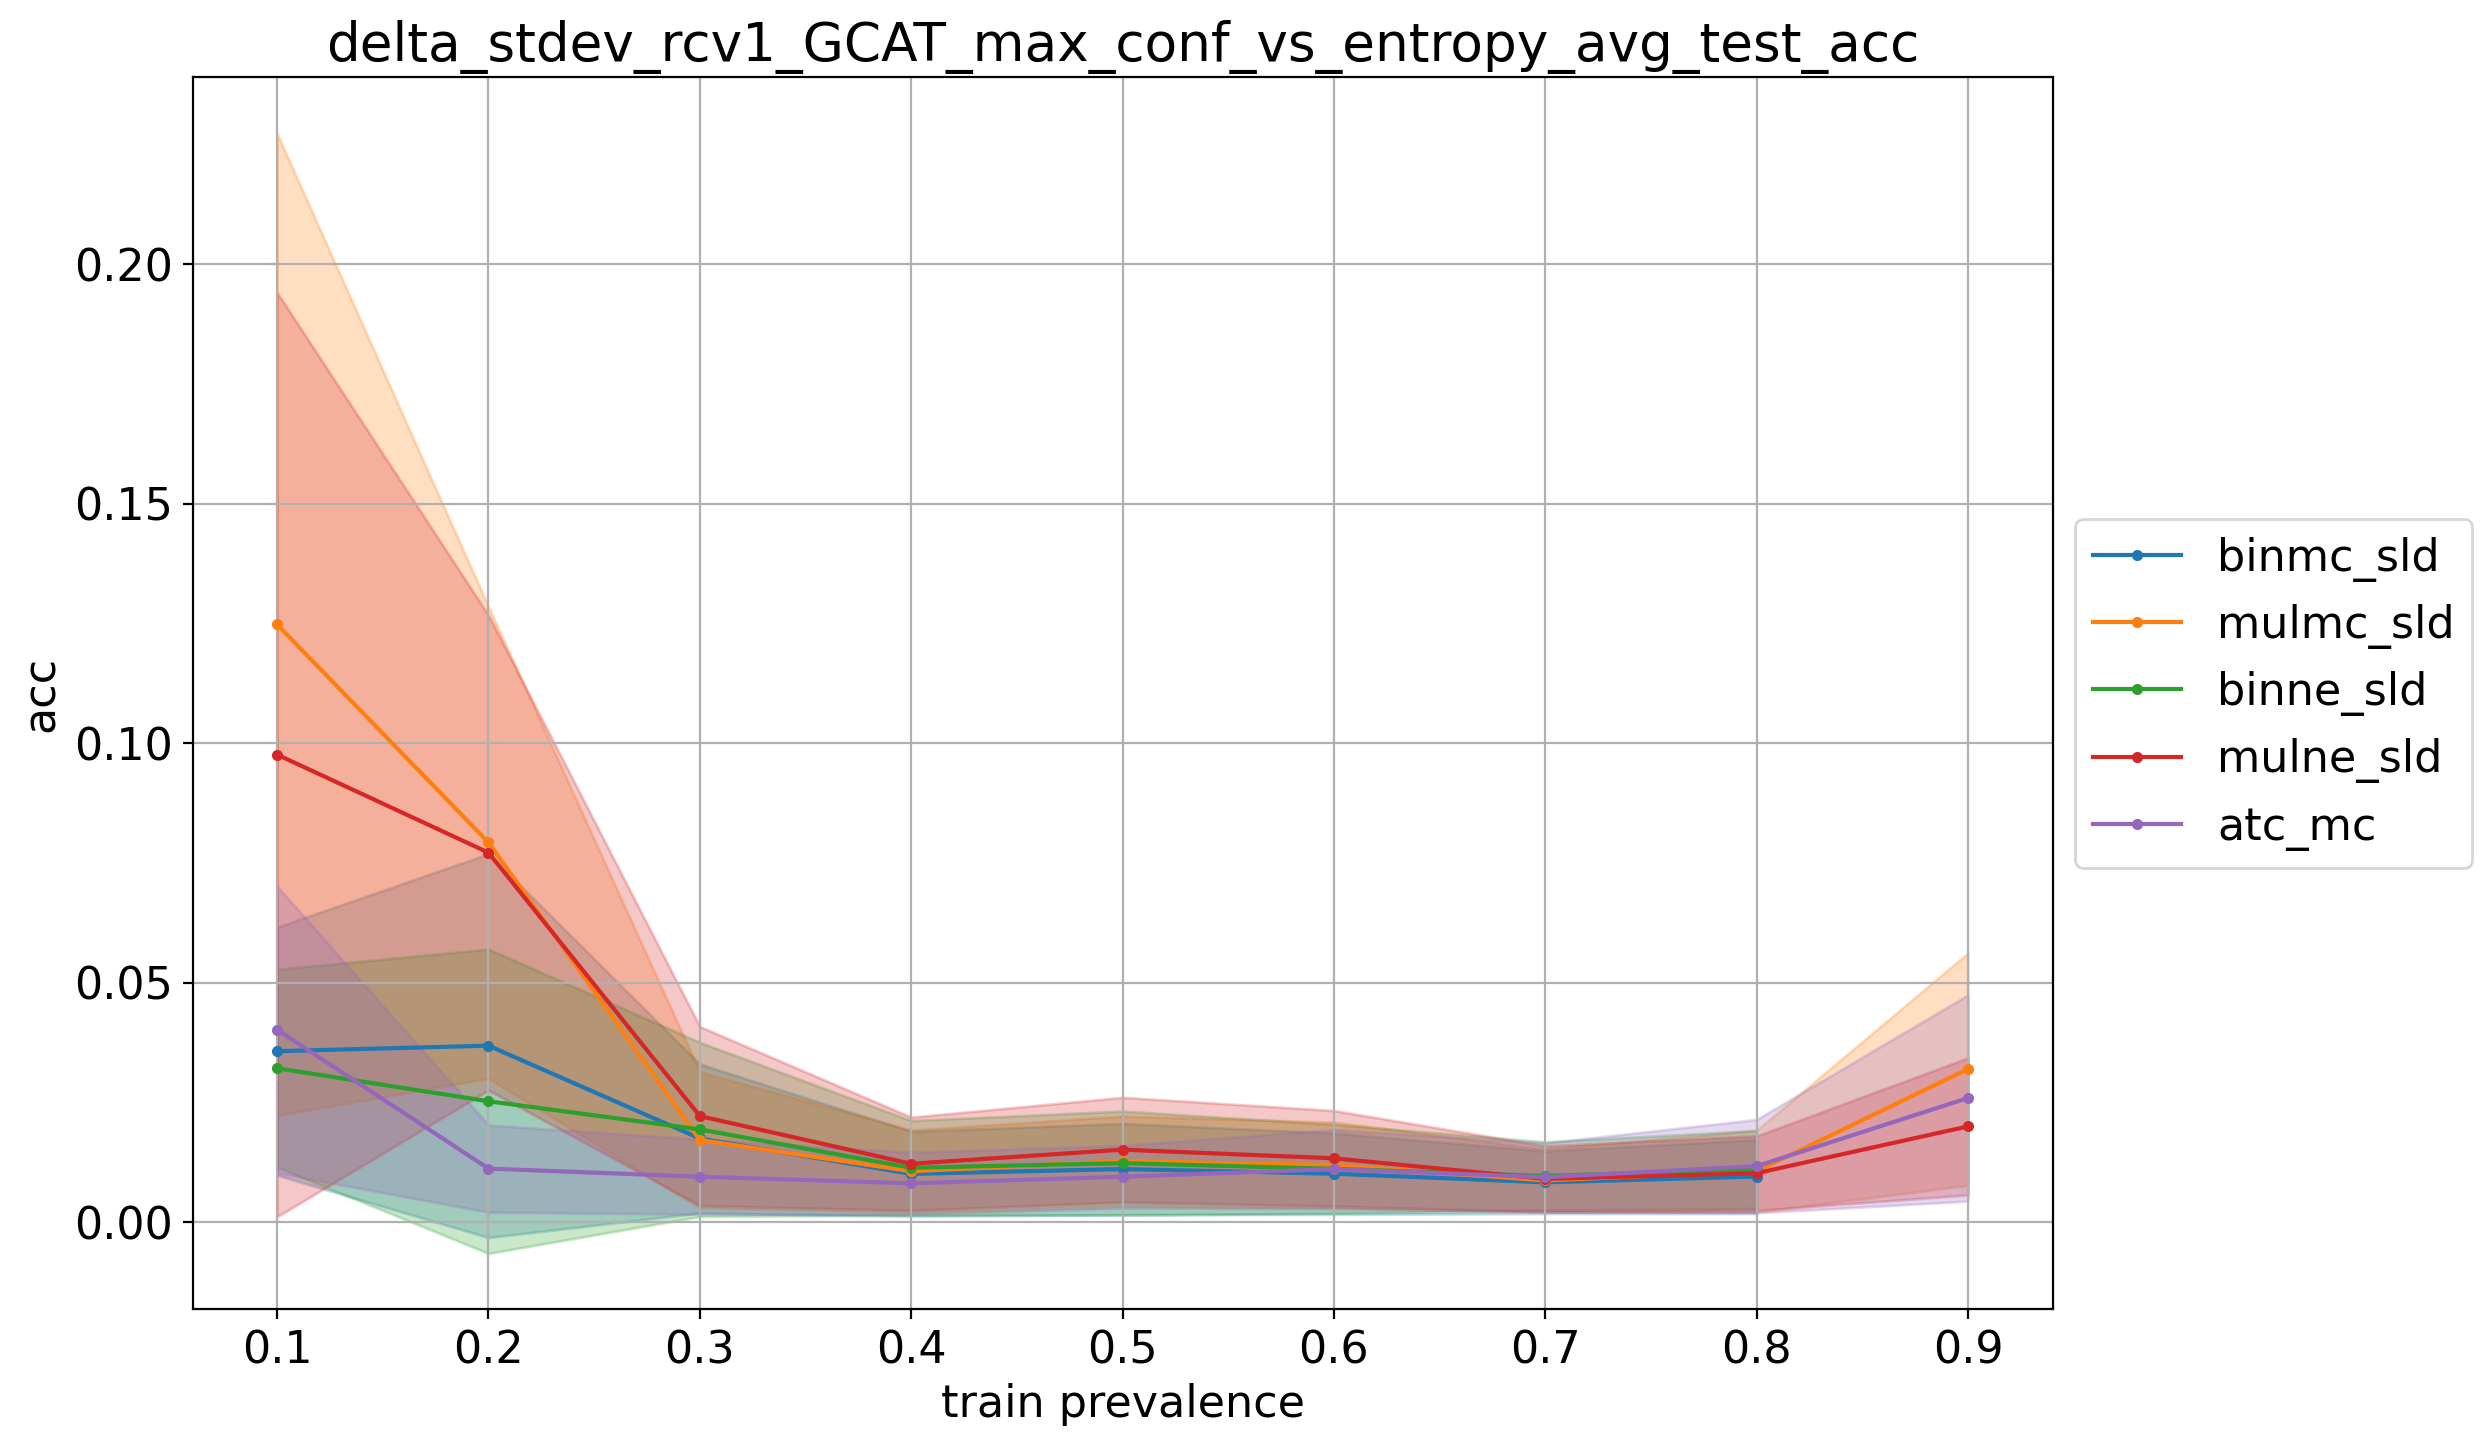 delta_stdev_rcv1_GCAT_max_conf_vs_entropy_avg_test_acc
acc
0.20
0.15
0.10
0.05
0.00
0.1 0.2 0.3 0.4 0.5 0.6 0.7 0.8 0.9
train prevalence
binmc_sld
mulmc_sld
binne_sld
mulne_sld
atc_mc